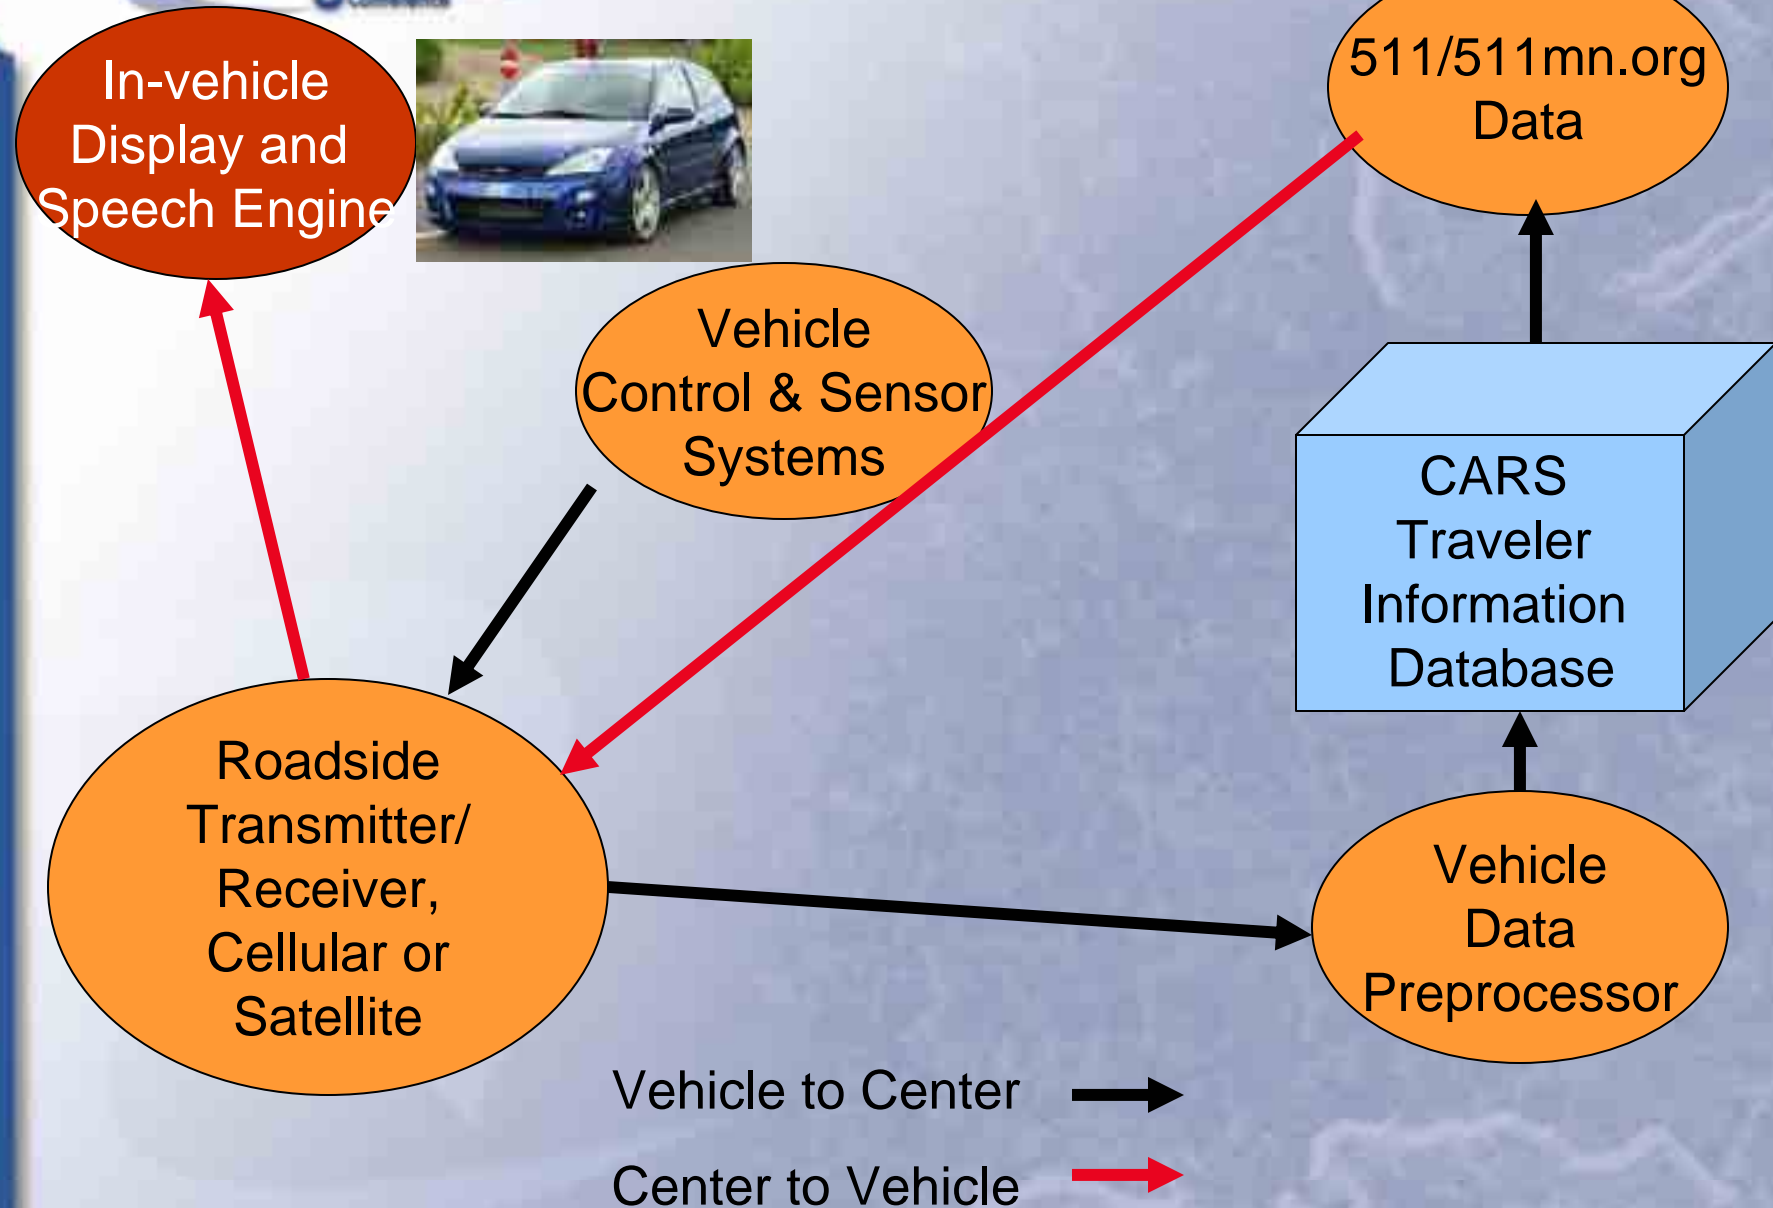 In-vehicle
Display and
Speech Engine
511/511mn.org
Data
Vehicle
Control & Sensor
Systems
CARS
Traveler
Information
Database
Roadside
Transmitter/
Receiver,
Cellular or
Satellite
Vehicle
Data
Preprocessor
Vehicle to Center
Center to Vehicle